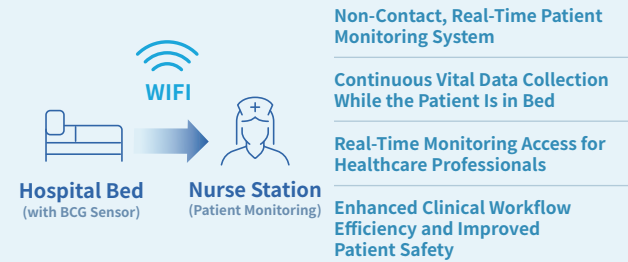 WIFI
Hospital Bed
(with BCG Sensor)
Nurse Station
(Patient Monitoring)
Non-Contact, Real-Time Patient
Monitoring System
Continuous Vital Data Collection
While the Patient Is in Bed
Real-Time Monitoring Access for
Healthcare Professionals
Enhanced Clinical Workflow
Efficiency and Improved
Patient Safety